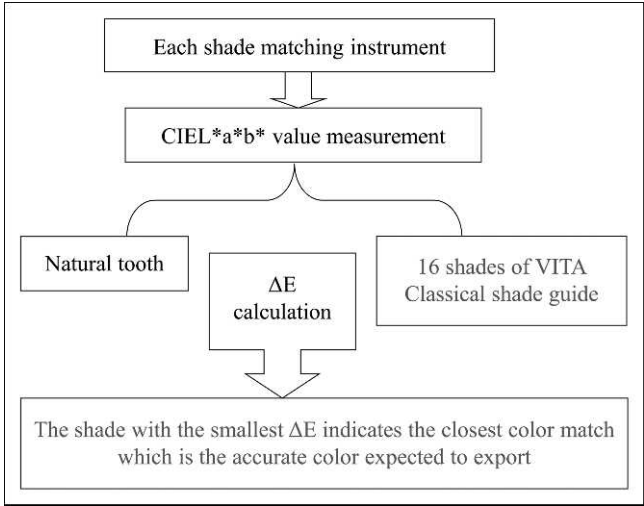 Each shade matching instrument
CIEL*a*b* value measurement
Natural tooth
16 shades of VITA
Classical shade guide
ΔE
calculation
The shade with the smallest ΔE indicates the closest color match
which is the accurate color expected to export